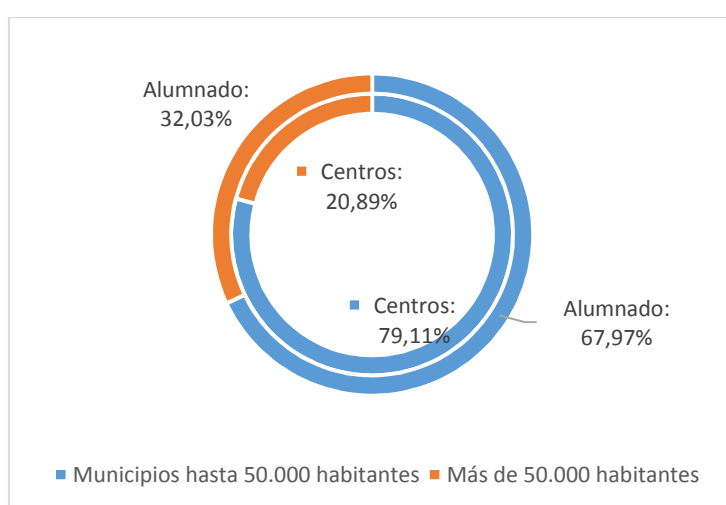 Alumnado:
32,03%
Centros:
20,89%
Centros:
79,11%
Alumnado:
67,97%
Municipios hasta 50.000 habitantes
Más de 50.000 habitantes